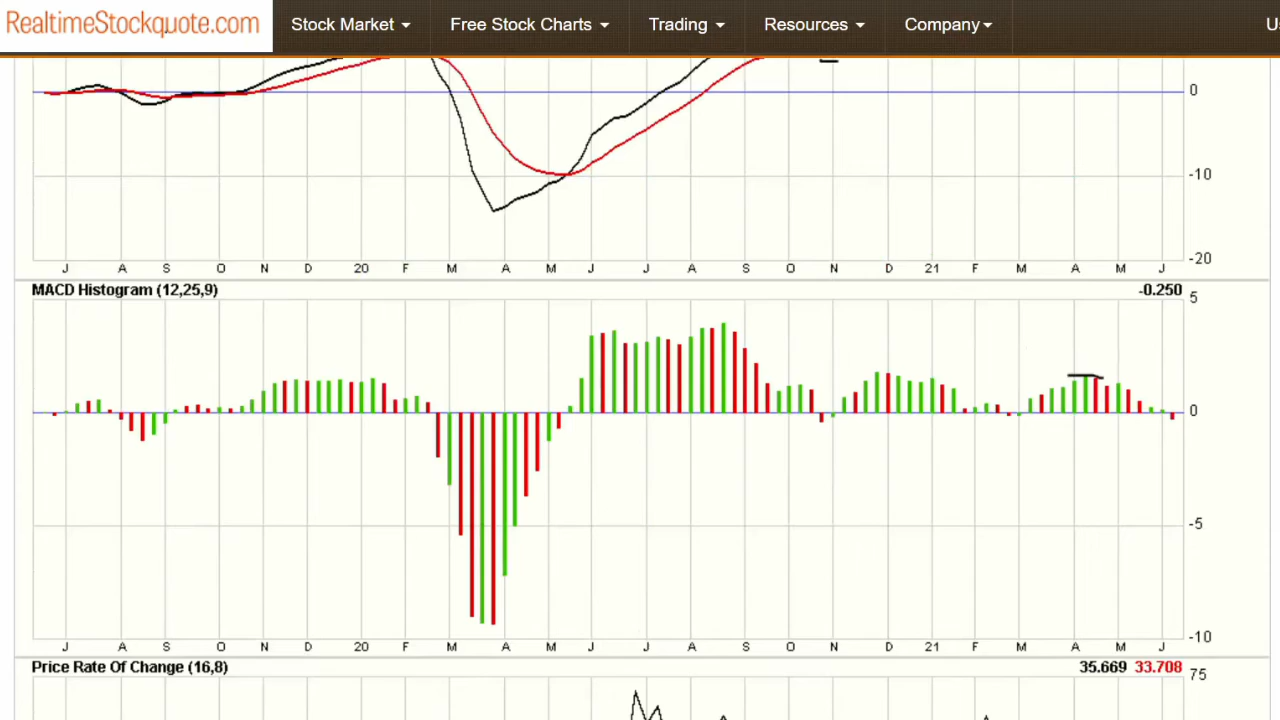 RealtimeStockquote.com Stock Market Free Stock Charts Trading Resources Company
0
-10
-20
J A S O N D 20 F M A M J J A S O N D 21 F M A M J
MACD Histogram (12,25,9) -0.250
5
0
-5
-10
J A S O N D 20 F M A M J J A S O N D 21 F M A M J
Price Rate Of Change (16,8) 35.669 33.708
75